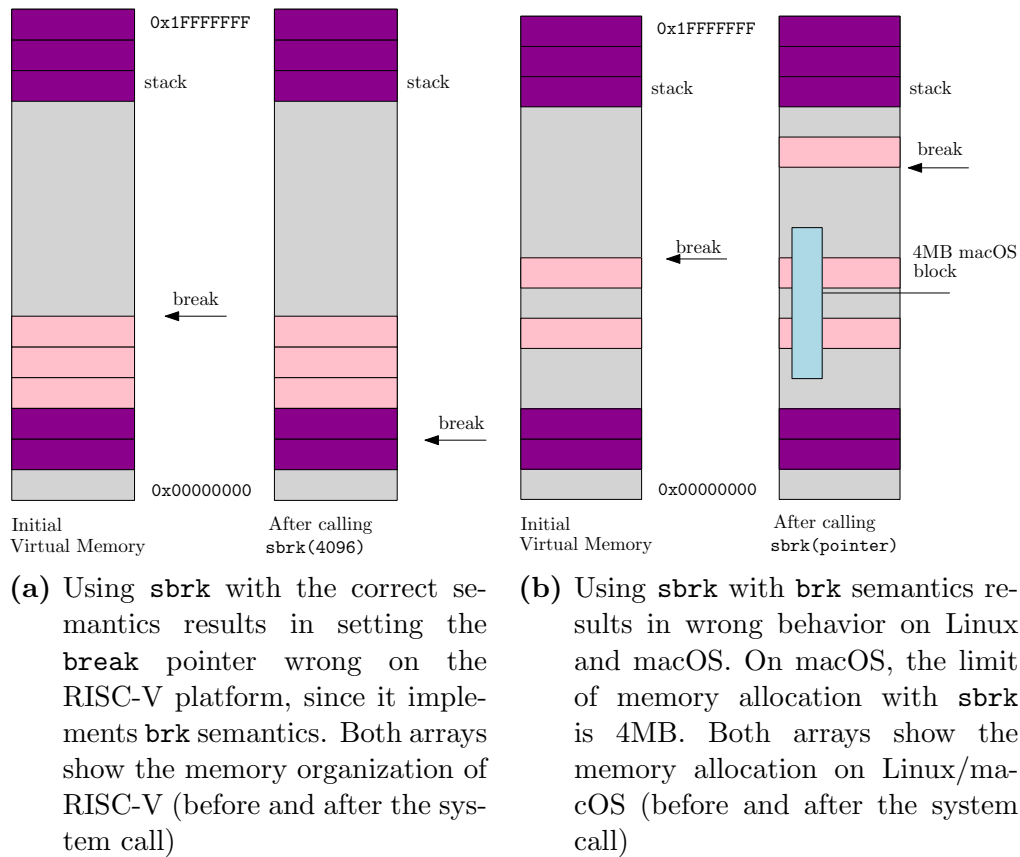 0x1FFFFFFF
stack
stack
break
break
0x00000000
Initial
Virtual Memory
After calling
sbrk(4096)
0x1FFFFFFF
stack
stack
break
break
4MB macOS
block
0x00000000
Initial
Virtual Memory
After calling
sbrk(pointer)
(a) Using sbrk with the correct se-
mantics results in setting the
break pointer wrong on the
RISC-V platform, since it imple-
ments brk semantics. Both arrays
show the memory organization of
RISC-V (before and after the sys-
tem call)
(b) Using sbrk with brk semantics re-
sults in wrong behavior on Linux
and macOS. On macOS, the limit
of memory allocation with sbrk
is 4MB. Both arrays show the
memory allocation on Linux/ma-
cOS (before and after the system
call)